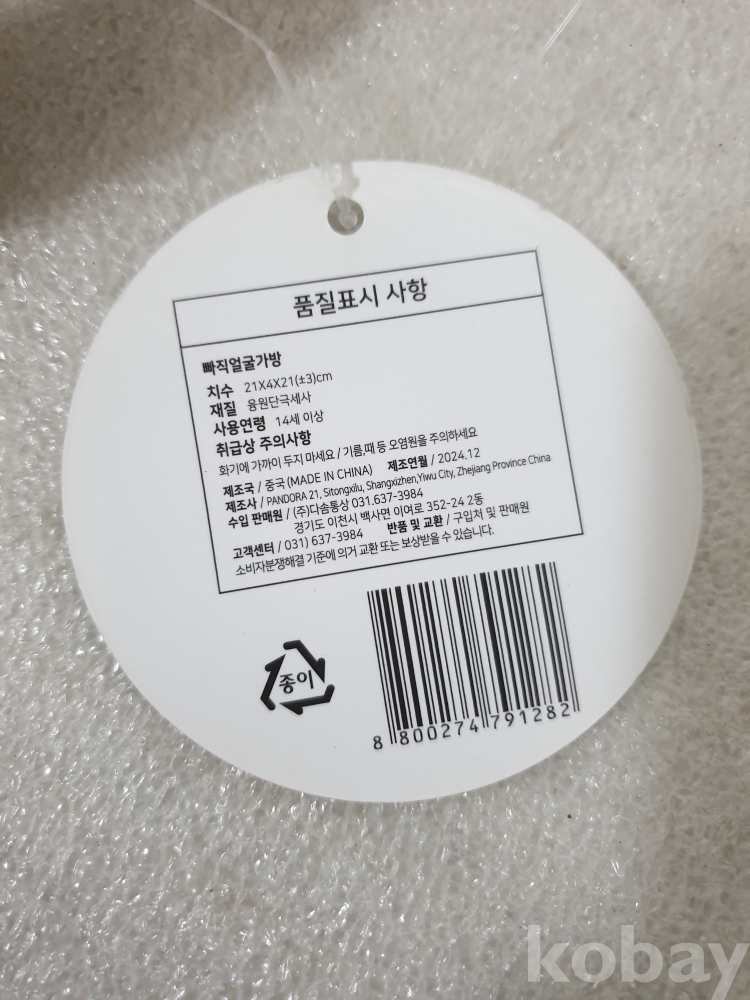 품질표시 사항
빠직얼굴가방
치수 21X4X21(±3)cm
재질 융원단극세사
사용연령 14세 이상
취급상 주의사항
화기에 가까이 두지 마세요 / 기름,때 등 오염원을 주의하세요
제조국 / 중국 (MADE IN CHINA) 제조연월 / 2024.12
제조사 / PANDORA 21, Sitongxilu, Shangxizhen,Yiwu City, Zhejiang Province China
수입 판매원 / (주)다솜통상 031.637-3984
경기도 이천시 백사면 이여로 352-24 2동
고객센터 / 031) 637-3984 반품 및 교환 / 구입처 및 판매원
소비자분쟁해결 기준에 의거 교환 또는 보상받을 수 있습니다.
종이
8 800274 791282
kobay